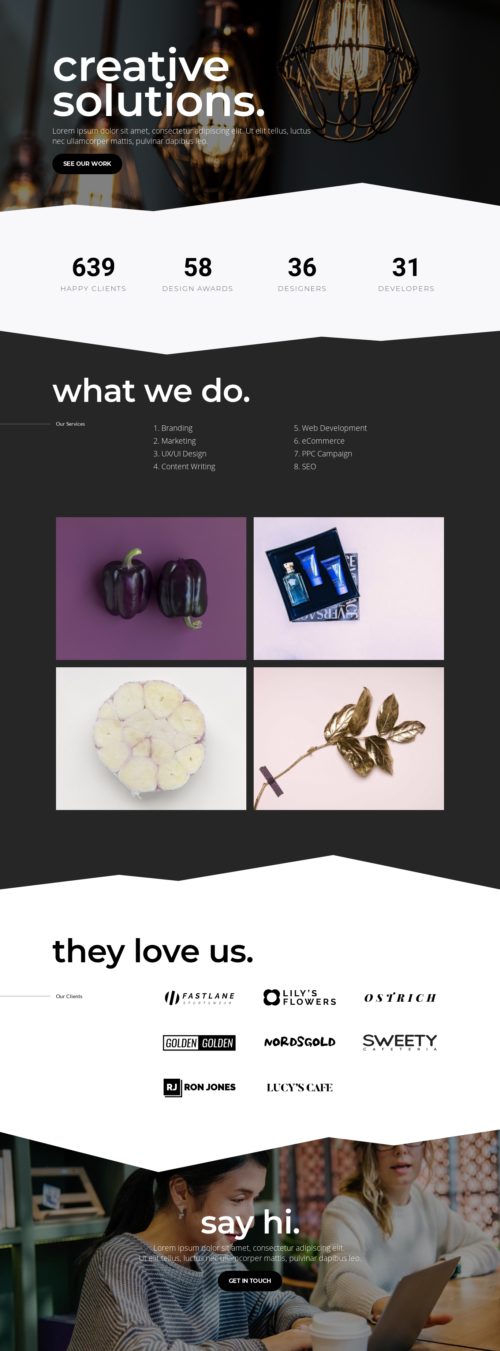 creative
solutions.
Lorem ipsum dolor sit amet, consectetur adipiscing elit. Ut elit tellus, luctus
nec ullamcorper mattis, pulvinar dapibus leo.
SEE OUR WORK
639 58 36 31
HAPPY CLIENTS DESIGN AWARDS DESIGNERS DEVELOPERS
what we do.
Our Services
1. Branding
2. Marketing
3. UX/UI Design
4. Content Writing
5. Web Development
6. eCommerce
7. PPC Campaign
8. SEO
they love us.
Our Clients
FASTLANE
SPORTSWEAR
LILY'S
FLOWERS
OSTRICH
GOLDEN GOLDEN
NORDSGOLD
SWEETY
CAFETERIA
RJ RON JONES
LUCY'S CAFE
say hi.
Lorem ipsum dolor sit amet, consectetur adipiscing elit.
Ut elit tellus, luctus nec ullamcorper mattis, pulvinar dapibus leo.
GET IN TOUCH